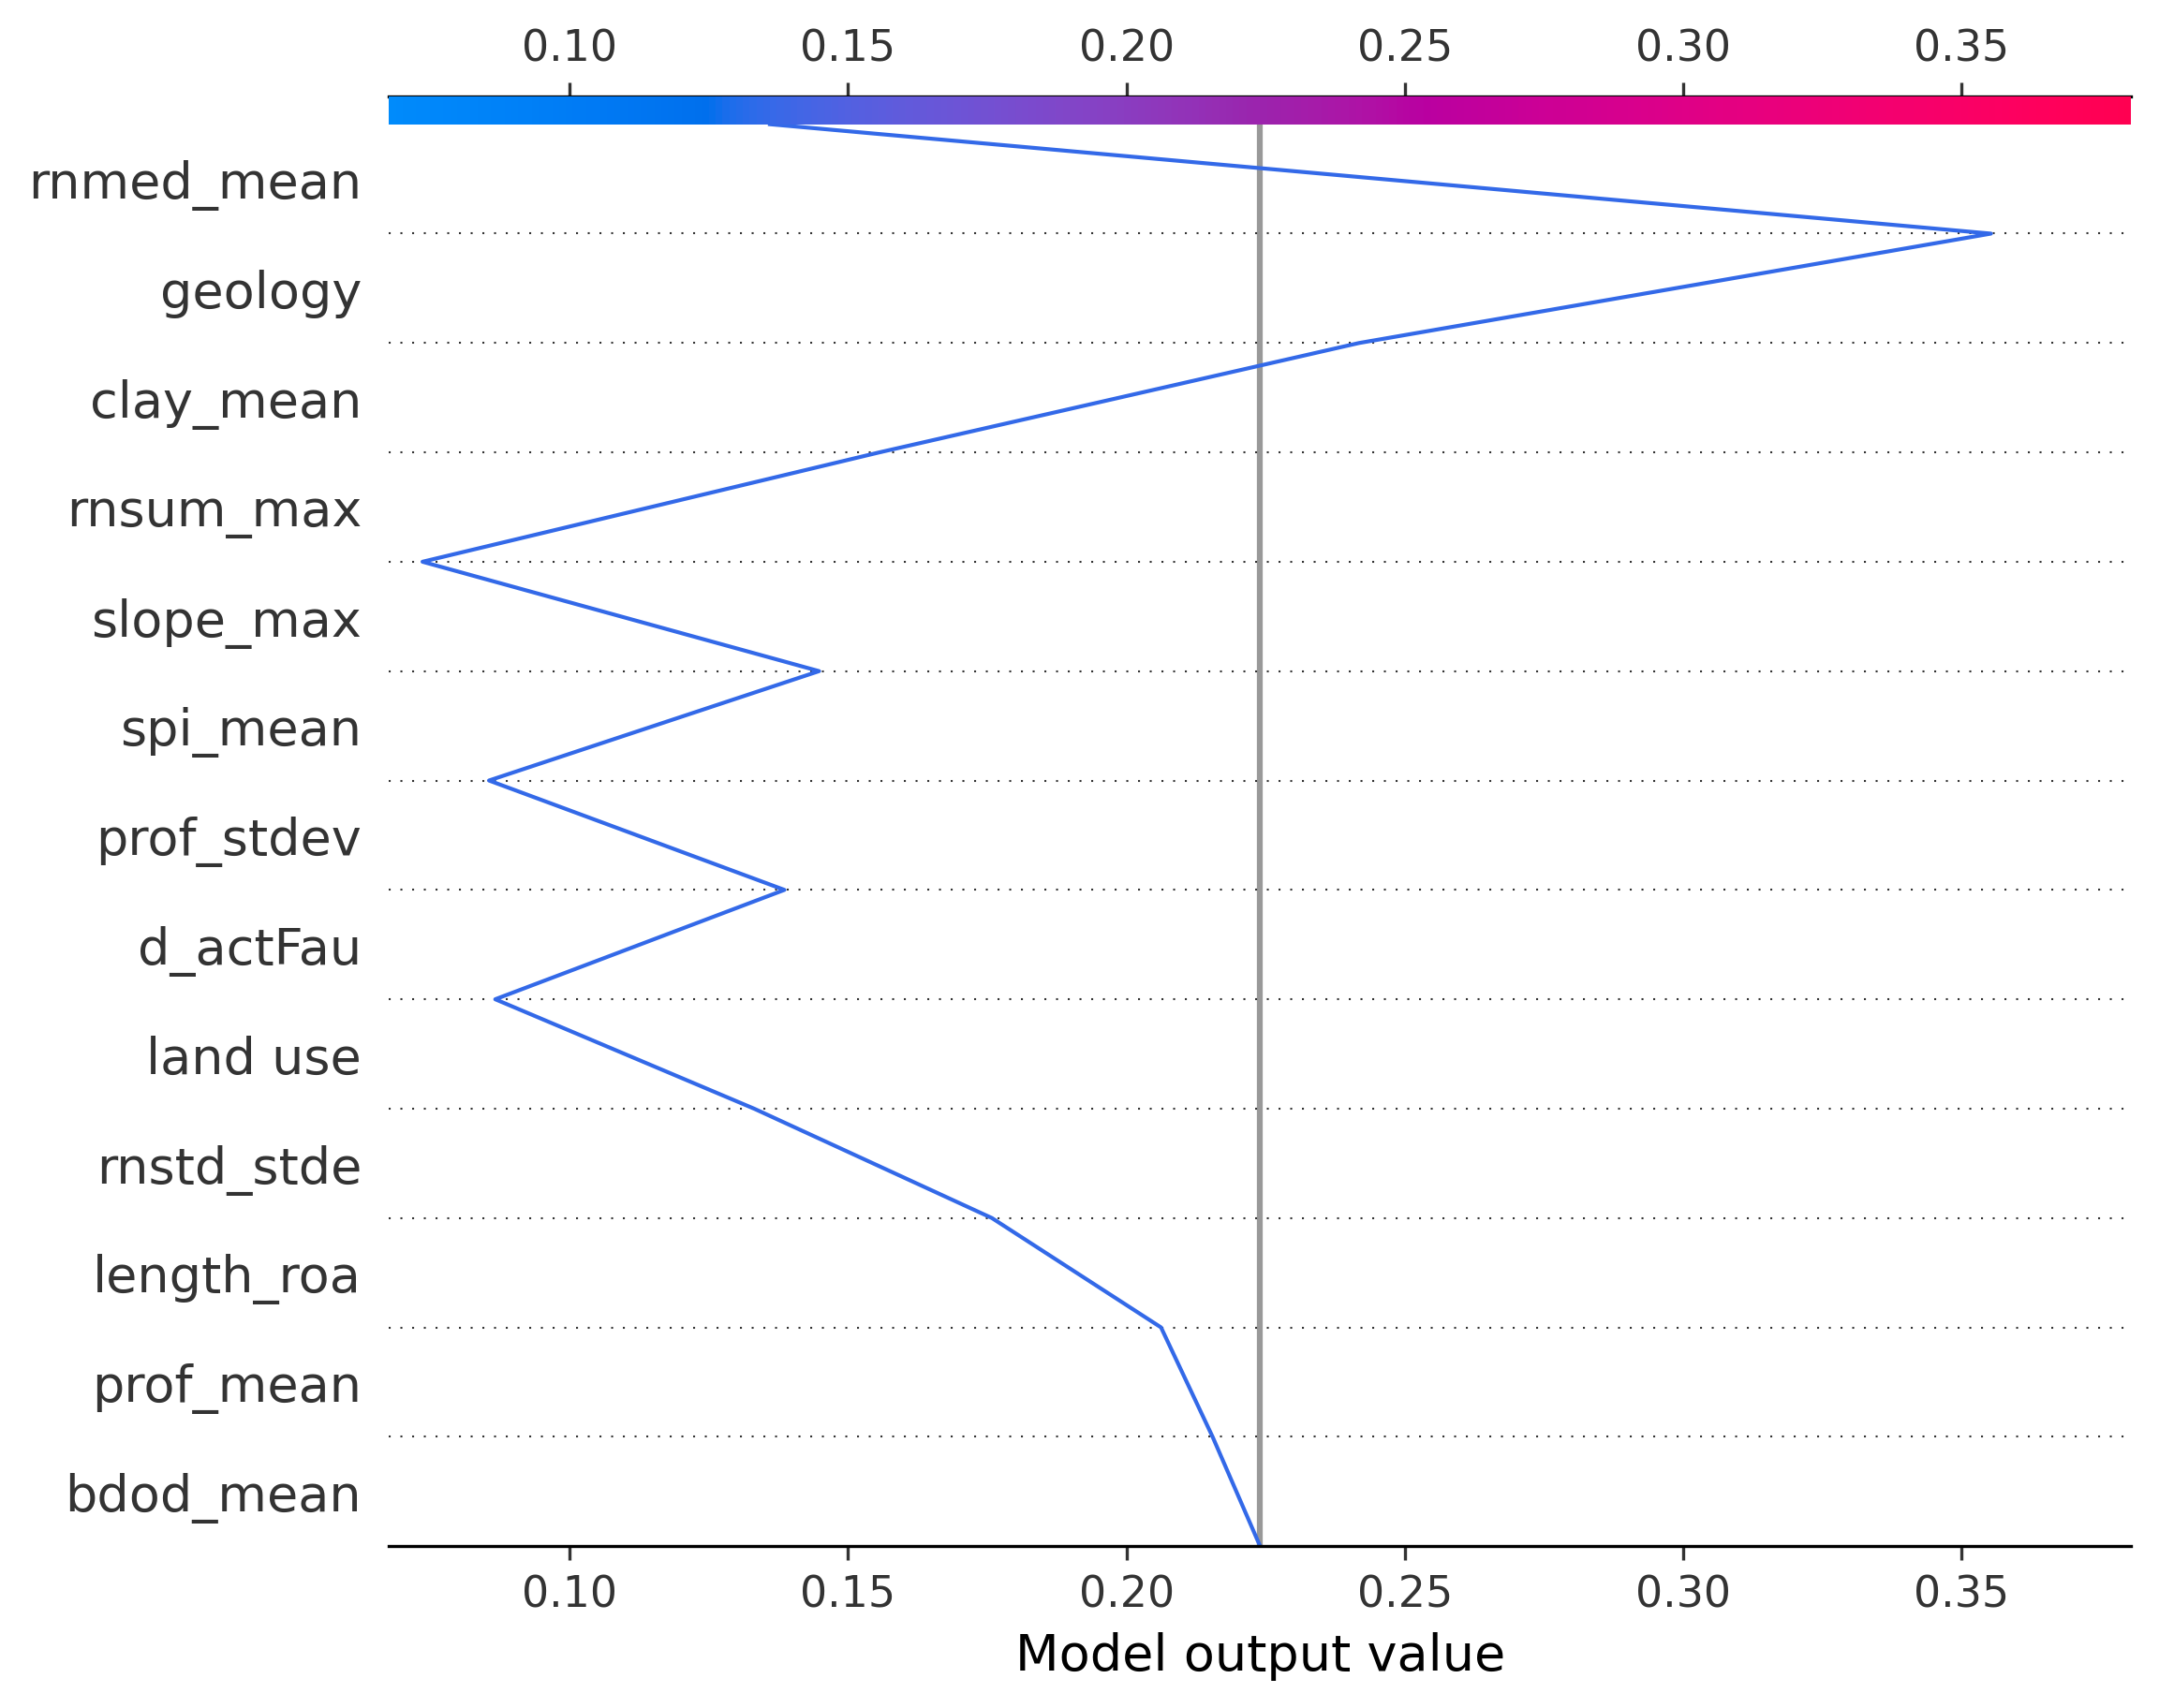 0.10 0.15 0.20 0.25 0.30 0.35
rnmed_mean
geology
clay_mean
rnsum_max
slope_max
spi_mean
prof_stdev
d_actFau
land use
rnstd_stde
length_roa
prof_mean
bdod_mean
0.10 0.15 0.20 0.25 0.30 0.35
Model output value